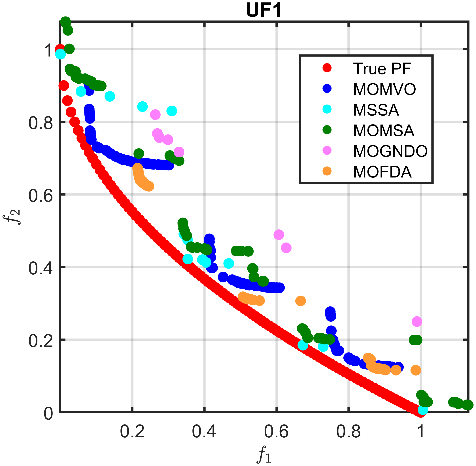 UF1
f2
1
0.8
0.6
0.4
0.2
0
True PF
MOMVO
MSSA
MOMSA
MOGNDO
MOFDA
0.2 0.4 0.6 0.8 1
f1